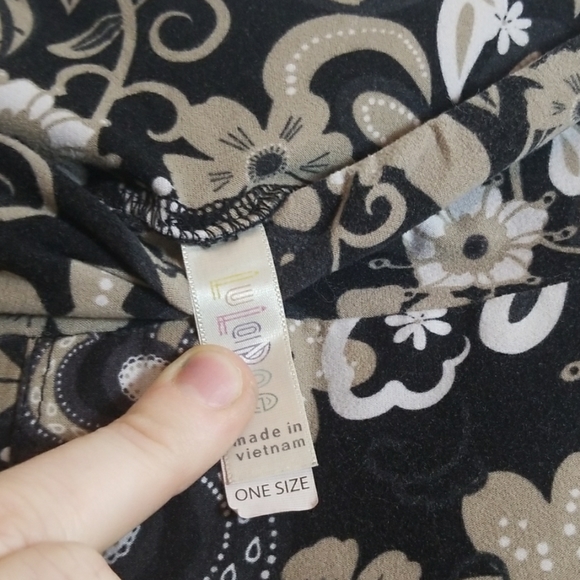 LuLaRoe
made in
vietnam
ONE SIZE